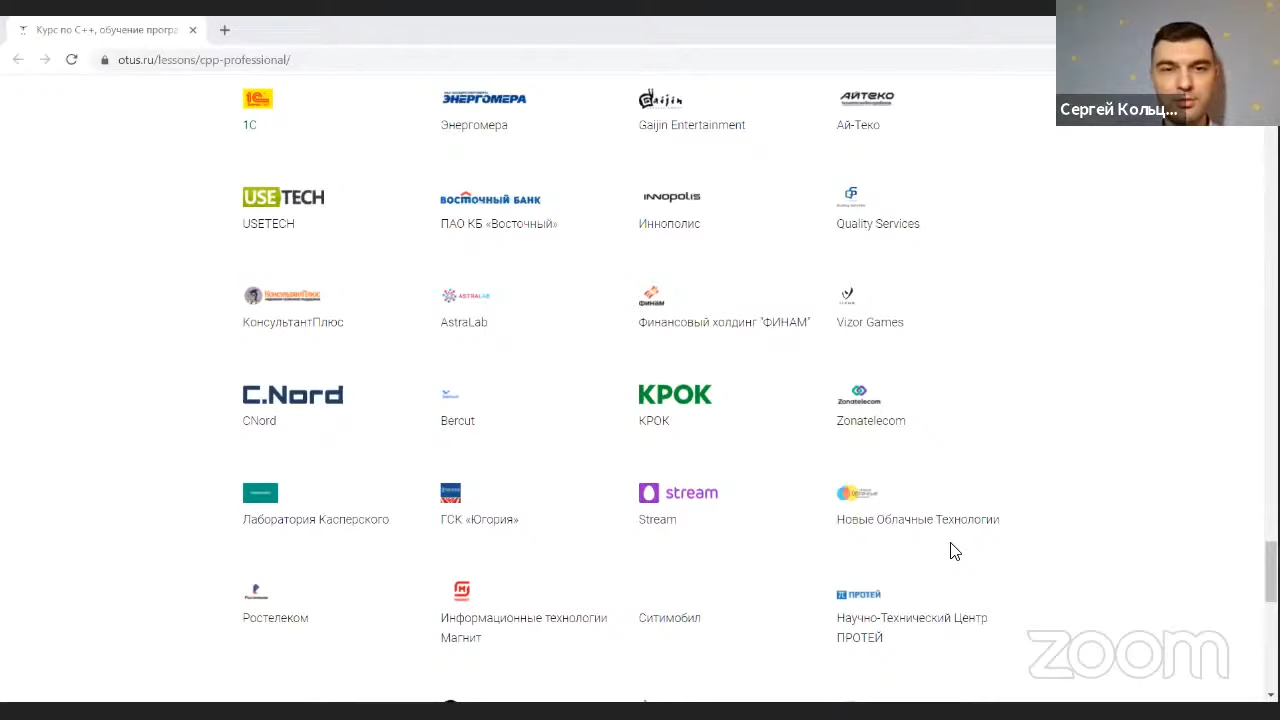 Курс по С++, обучение програ
otus.ru/lessons/cpp-professional/
Сергей Кольц...
1С
ЭНЕРГОМЕРА
Gaijin
АЙТЕКО
1С
Энергомера
Gaijin Entertainment
Ай-Теко
USETECH
ВОСТОЧНЫЙ БАНК
INNOPOLIS
USETECH
ПАО КБ «Восточный»
Иннополис
Quality Services
КонсультантПлюс
ASTRALAB
ФИНАМ
КонсультантПлюс
AstraLab
Финансовый холдинг "ФИНАМ"
Vizor Games
C.Nord
КРОК
Zonatelecom
CNord
Bercut
КРОК
Zonatelecom
stream
Лаборатория Касперского
ГСК «Югория»
Stream
Новые Облачные Технологии
Ростелеком
ПРОТЕЙ
Ростелеком
Информационные технологии
Магнит
Ситимобил
Научно-Технический Центр
ПРОТЕЙ
zoom